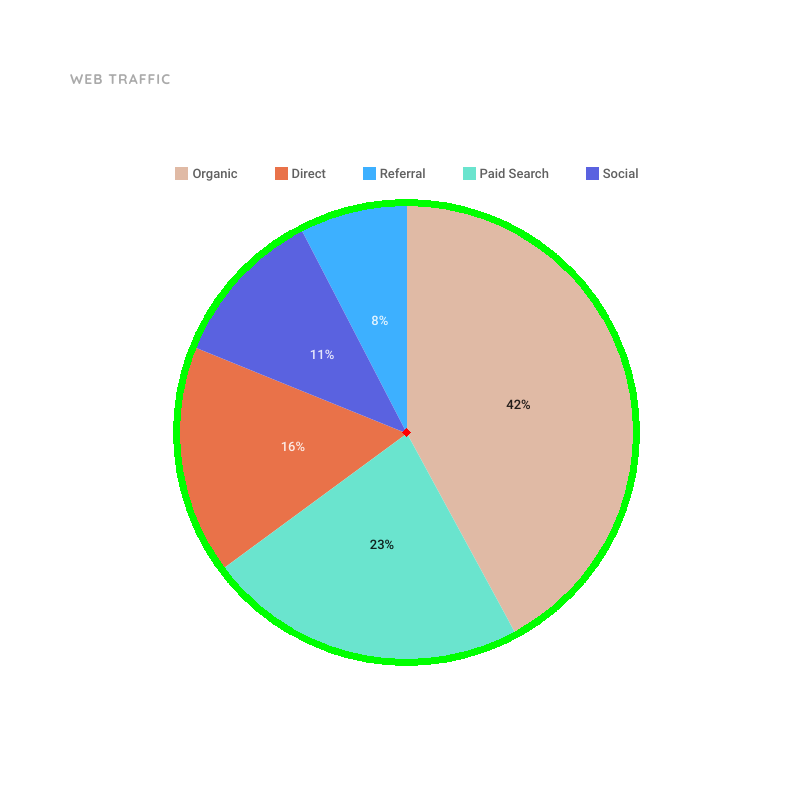 WEB TRAFFIC
Organic Direct Referral Paid Search Social
8%
11%
42%
16%
23%